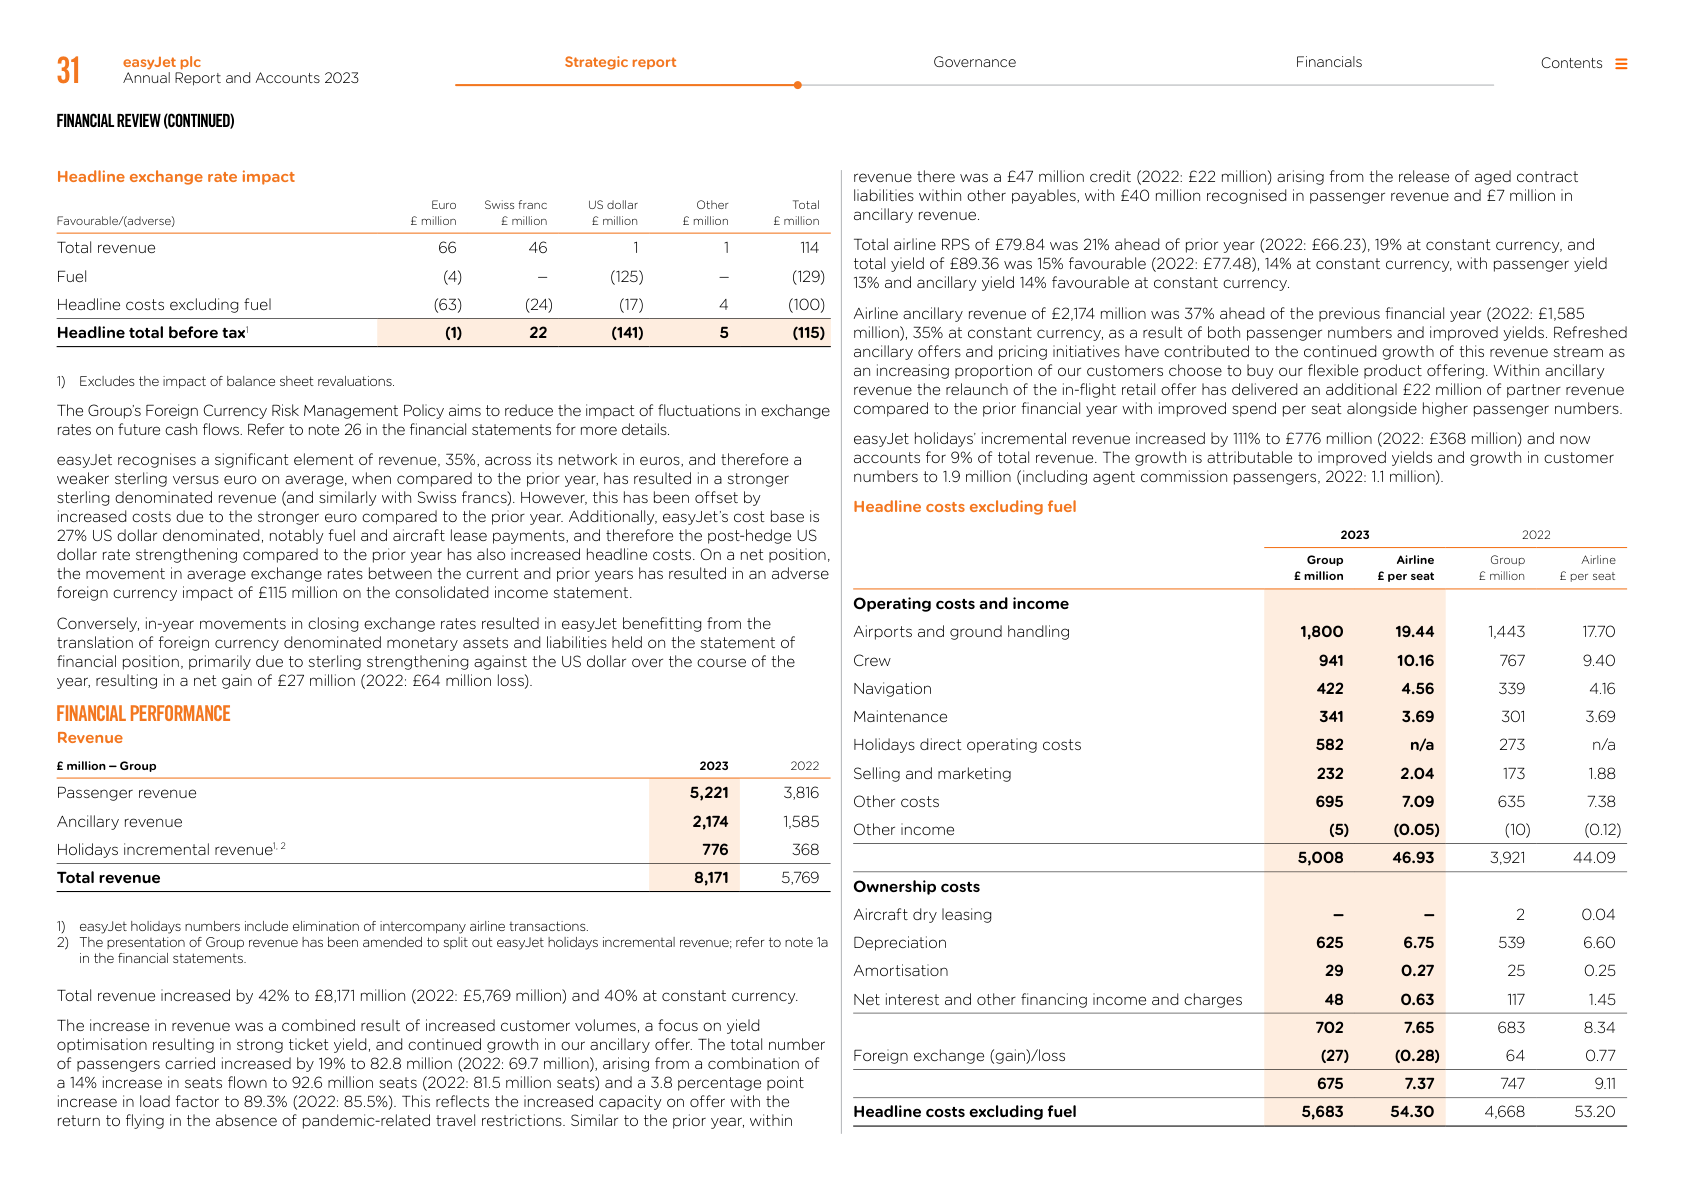 31
easyJet plc
Annual Report and Accounts 2023
Strategic report
Governance
Financials
Contents
FINANCIAL REVIEW (CONTINUED)
Headline exchange rate impact
Favourable/(adverse) Euro £ million Swiss franc £ million US dollar £ million Other £ million Total £ million
Total revenue 66 46 1 1 114
Fuel (4) – (125) – (129)
Headline costs excluding fuel (63) (24) (17) 4 (100)
Headline total before tax1 (1) 22 (141) 5 (115)
1) Excludes the impact of balance sheet revaluations.
The Group's Foreign Currency Risk Management Policy aims to reduce the impact of fluctuations in exchange
rates on future cash flows. Refer to note 26 in the financial statements for more details.
easyJet recognises a significant element of revenue, 35%, across its network in euros, and therefore a
weaker sterling versus euro on average, when compared to the prior year, has resulted in a stronger
sterling denominated revenue (and similarly with Swiss francs). However, this has been offset by
increased costs due to the stronger euro compared to the prior year. Additionally, easyJet's cost base is
27% US dollar denominated, notably fuel and aircraft lease payments, and therefore the post-hedge US
dollar rate strengthening compared to the prior year has also increased headline costs. On a net position,
the movement in average exchange rates between the current and prior years has resulted in an adverse
foreign currency impact of £115 million on the consolidated income statement.
Conversely, in-year movements in closing exchange rates resulted in easyJet benefitting from the
translation of foreign currency denominated monetary assets and liabilities held on the statement of
financial position, primarily due to sterling strengthening against the US dollar over the course of the
year, resulting in a net gain of £27 million (2022: £64 million loss).
FINANCIAL PERFORMANCE
Revenue
£ million – Group 2023 2022
Passenger revenue 5,221 3,816
Ancillary revenue 2,174 1,585
Holidays incremental revenue1, 2 776 368
Total revenue 8,171 5,769
1) easyJet holidays numbers include elimination of intercompany airline transactions.
2) The presentation of Group revenue has been amended to split out easyJet holidays incremental revenue; refer to note 1a
in the financial statements.
Total revenue increased by 42% to £8,171 million (2022: £5,769 million) and 40% at constant currency.
The increase in revenue was a combined result of increased customer volumes, a focus on yield
optimisation resulting in strong ticket yield, and continued growth in our ancillary offer. The total number
of passengers carried increased by 19% to 82.8 million (2022: 69.7 million), arising from a combination of
a 14% increase in seats flown to 92.6 million seats (2022: 81.5 million seats) and a 3.8 percentage point
increase in load factor to 89.3% (2022: 85.5%). This reflects the increased capacity on offer with the
return to flying in the absence of pandemic-related travel restrictions. Similar to the prior year, within
revenue there was a £47 million credit (2022: £22 million) arising from the release of aged contract
liabilities within other payables, with £40 million recognised in passenger revenue and £7 million in
ancillary revenue.
Total airline RPS of £79.84 was 21% ahead of prior year (2022: £66.23), 19% at constant currency, and
total yield of £89.36 was 15% favourable (2022: £77.48), 14% at constant currency, with passenger yield
13% and ancillary yield 14% favourable at constant currency.
Airline ancillary revenue of £2,174 million was 37% ahead of the previous financial year (2022: £1,585
million), 35% at constant currency, as a result of both passenger numbers and improved yields. Refreshed
ancillary offers and pricing initiatives have contributed to the continued growth of this revenue stream as
an increasing proportion of our customers choose to buy our flexible product offering. Within ancillary
revenue the relaunch of the in-flight retail offer has delivered an additional £22 million of partner revenue
compared to the prior financial year with improved spend per seat alongside higher passenger numbers.
easyJet holidays' incremental revenue increased by 111% to £776 million (2022: £368 million) and now
accounts for 9% of total revenue. The growth is attributable to improved yields and growth in customer
numbers to 1.9 million (including agent commission passengers, 2022: 1.1 million).
Headline costs excluding fuel
2023 2022
Group £ million Airline £ per seat Group £ million Airline £ per seat
Operating costs and income
Airports and ground handling 1,800 19.44 1,443 17.70
Crew 941 10.16 767 9.40
Navigation 422 4.56 339 4.16
Maintenance 341 3.69 301 3.69
Holidays direct operating costs 582 n/a 273 n/a
Selling and marketing 232 2.04 173 1.88
Other costs 695 7.09 635 7.38
Other income (5) (0.05) (10) (0.12)
5,008 46.93 3,921 44.09
Ownership costs
Aircraft dry leasing – – 2 0.04
Depreciation 625 6.75 539 6.60
Amortisation 29 0.27 25 0.25
Net interest and other financing income and charges 48 0.63 117 1.45
702 7.65 683 8.34
Foreign exchange (gain)/loss (27) (0.28) 64 0.77
675 7.37 747 9.11
Headline costs excluding fuel 5,683 54.30 4,668 53.20